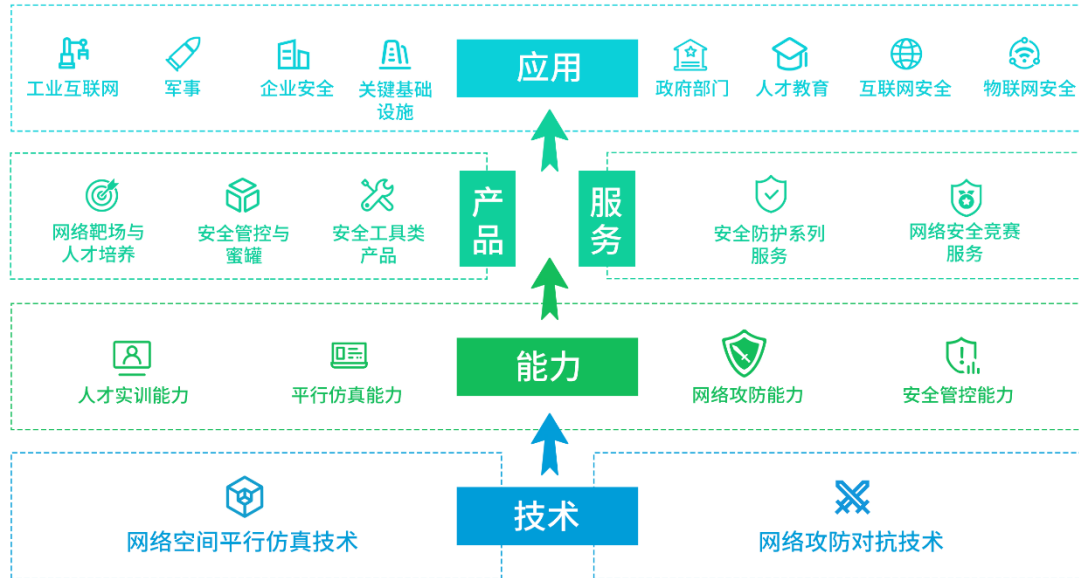 应用
工业互联网
军事
企业安全
关键基础
设施
政府部门
人才教育
互联网安全
物联网安全
产
品
服
务
网络靶场与
人才培养
安全管控与
蜜罐
安全工具类
产品
安全防护系列
服务
网络安全竞赛
服务
能力
人才实训能力
平行仿真能力
网络攻防能力
安全管控能力
技术
网络空间平行仿真技术
网络攻防对抗技术